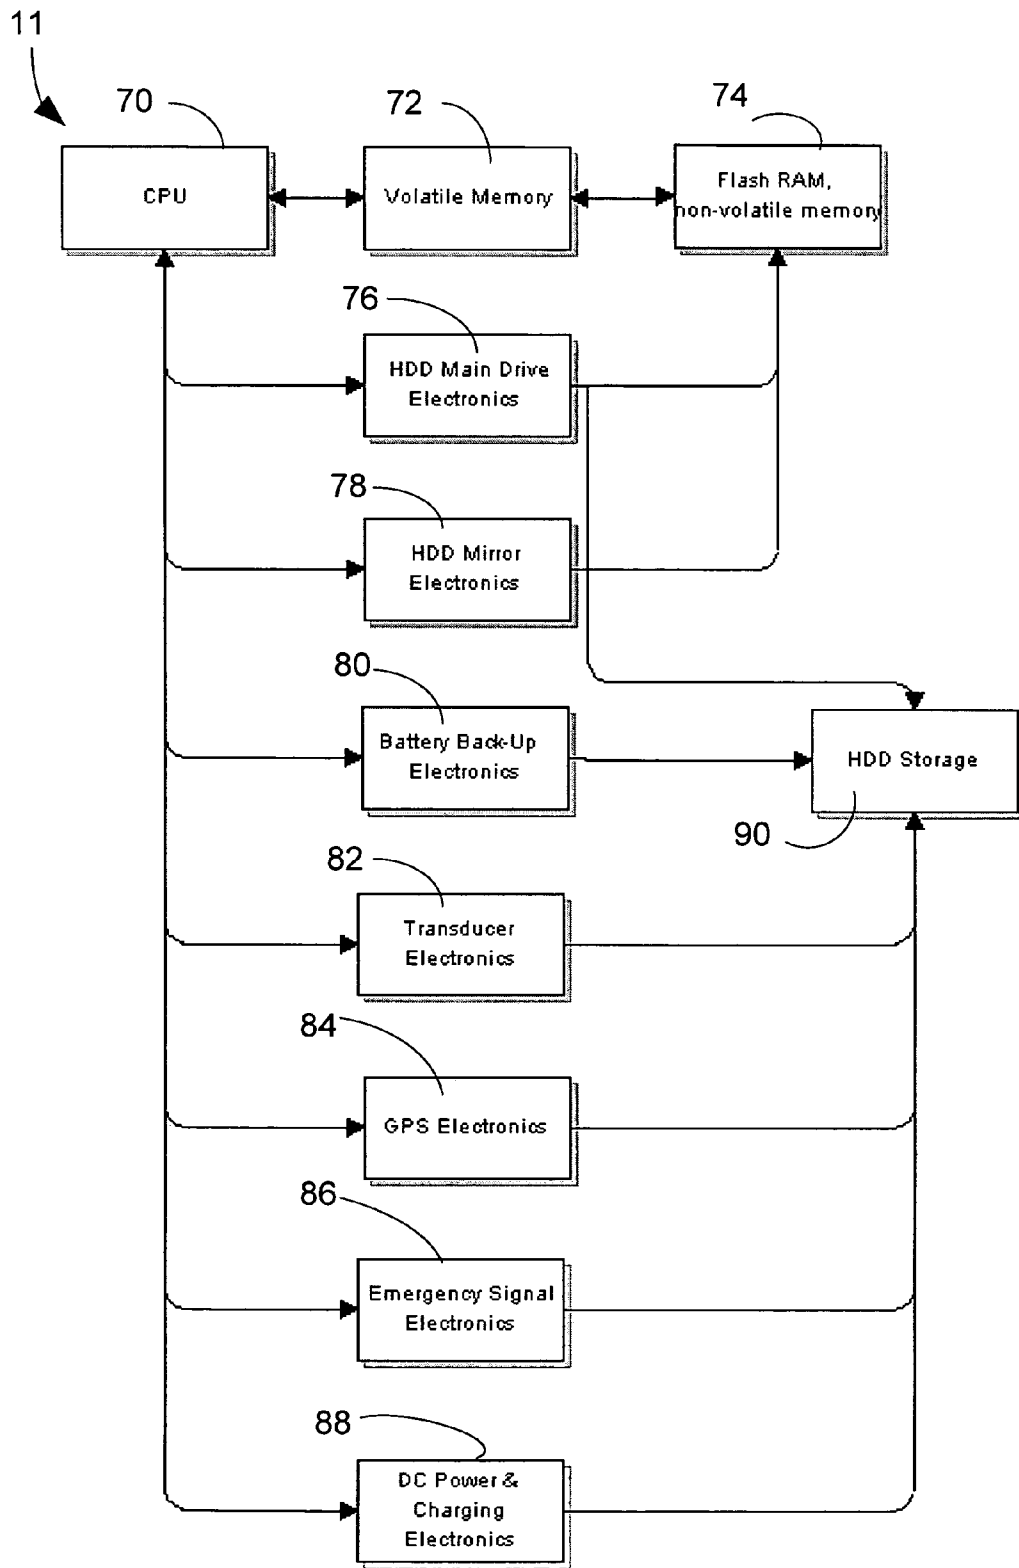 11
70
72
74
CPU
Volatile Memory
Flash RAM,
non-volatile memory
76
HDD Main Drive
Electronics
78
HDD Mirror
Electronics
80
Battery Back-Up
Electronics
HDD Storage
90
82
Transducer
Electronics
84
GPS Electronics
86
Emergency Signal
Electronics
88
DC Power &
Charging
Electronics